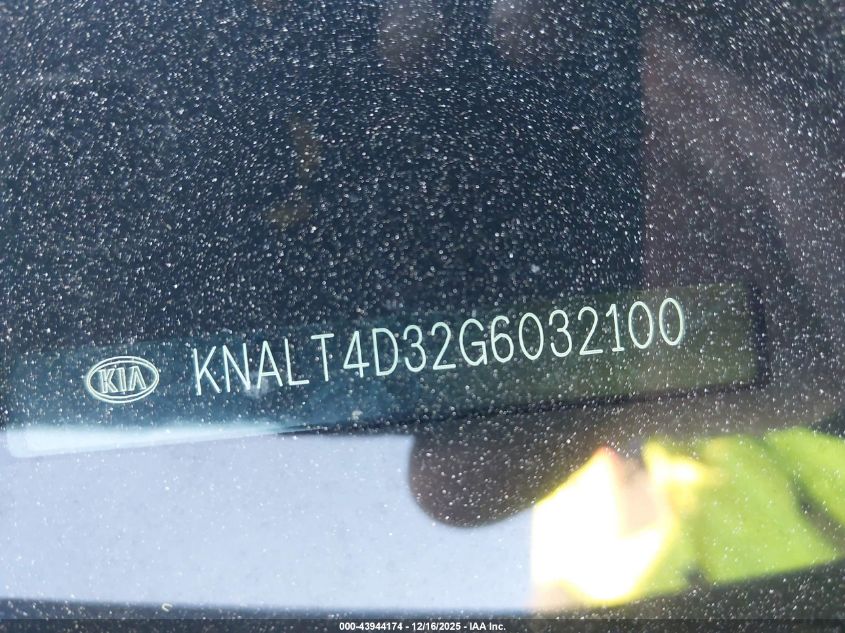 KIA KNALT4D32G6032100
000-43944174 - 12/16/2025 - IAA Inc.